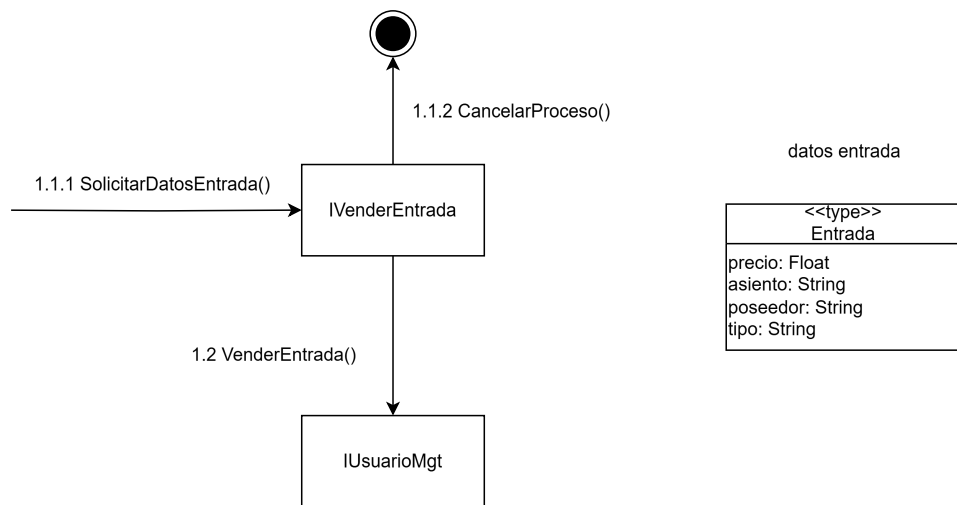 1.1.2 CancelarProceso()
datos entrada
1.1.1 SolicitarDatosEntrada()
IVenderEntrada
<<type>>
Entrada
precio: Float
asiento: String
poseedor: String
tipo: String
1.2 VenderEntrada()
IUsuarioMgt